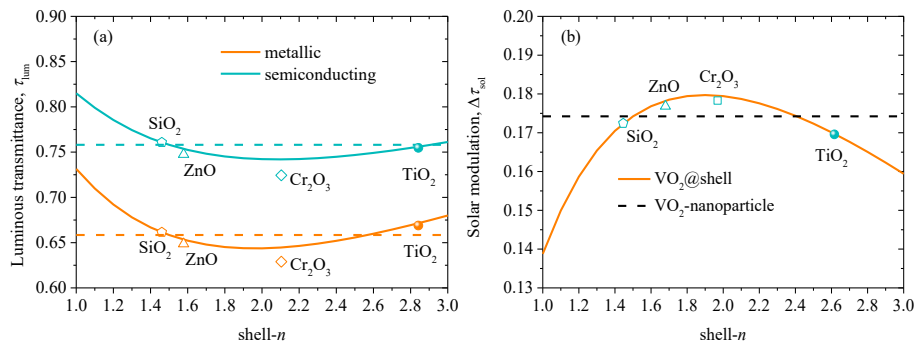 (a)
metallic
semiconducting
Luminous transmittance, τlum
0.90
0.85
0.80
0.75
0.70
0.65
0.60
SiO2
ZnO
Cr2O3
TiO2
SiO2
ZnO
Cr2O3
TiO2
1.0 1.2 1.4 1.6 1.8 2.0 2.2 2.4 2.6 2.8 3.0
shell-n
(b)
Solar modulation, Δτsol
0.20
0.19
0.18
0.17
0.16
0.15
0.14
0.13
ZnO
Cr2O3
SiO2
TiO2
VO2@shell
VO2-nanoparticle
1.0 1.2 1.4 1.6 1.8 2.0 2.2 2.4 2.6 2.8 3.0
shell-n